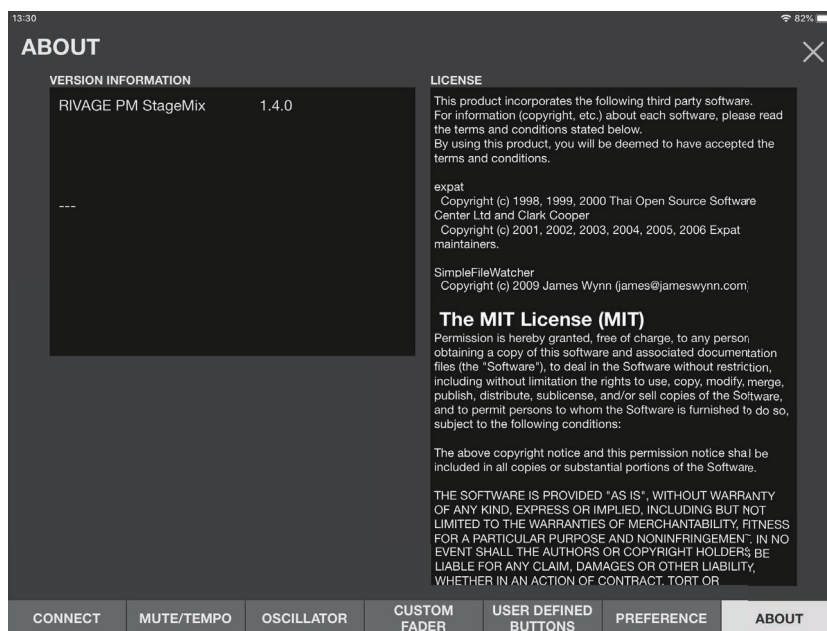 13:30
82%
ABOUT
VERSION INFORMATION
RIVAGE PM StageMix 1.4.0
---
LICENSE
This product incorporates the following third party software.
For information (copyright, etc.) about each software, please read
the terms and conditions stated below.
By using this product, you will be deemed to have accepted the
terms and conditions.
expat
Copyright (c) 1998, 1999, 2000 Thai Open Source Software
Center Ltd and Clark Cooper
Copyright (c) 2001, 2002, 2003, 2004, 2005, 2006 Expat
maintainers.
SimpleFileWatcher
Copyright (c) 2009 James Wynn (james@jameswynn.com)
The MIT License (MIT)
Permission is hereby granted, free of charge, to any person
obtaining a copy of this software and associated documentation
files (the "Software"), to deal in the Software without restriction,
including without limitation the rights to use, copy, modify, merge,
publish, distribute, sublicense, and/or sell copies of the Software,
and to permit persons to whom the Software is furnished to do so,
subject to the following conditions:
The above copyright notice and this permission notice shall be
included in all copies or substantial portions of the Software.
THE SOFTWARE IS PROVIDED "AS IS", WITHOUT WARRANTY
OF ANY KIND, EXPRESS OR IMPLIED, INCLUDING BUT NOT
LIMITED TO THE WARRANTIES OF MERCHANTABILITY, FITNESS
FOR A PARTICULAR PURPOSE AND NONINFRINGEMENT. IN NO
EVENT SHALL THE AUTHORS OR COPYRIGHT HOLDERS BE
LIABLE FOR ANY CLAIM, DAMAGES OR OTHER LIABILITY,
WHETHER IN AN ACTION OF CONTRACT, TORT OR
CONNECT
MUTE/TEMPO
OSCILLATOR
CUSTOM
FADER
USER DEFINED
BUTTONS
PREFERENCE
ABOUT